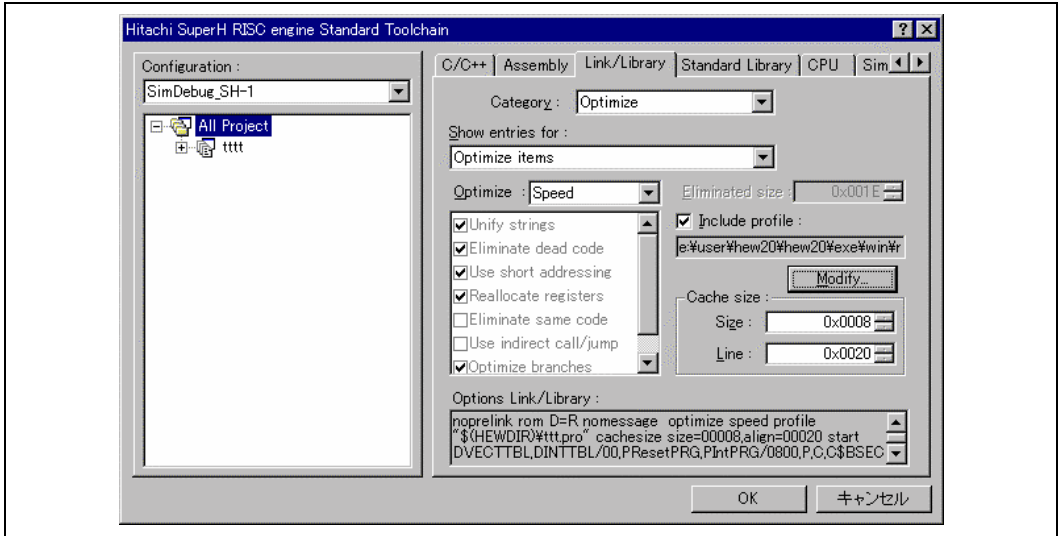 Hitachi SuperH RISC engine Standard Toolchain
Configuration :
SimDebug_SH-1
All Project
tttt
C/C++ Assembly Link/Library Standard Library CPU Sim
Category : Optimize
Show entries for :
Optimize items
Optimize : Speed
Eliminated size : 0x001E
Unify strings
Eliminate dead code
Use short addressing
Reallocate registers
Eliminate same code
Use indirect call/jump
Optimize branches
Include profile :
e:¥user¥hew20¥hew20¥exe¥win¥r
Modify...
Cache size :
Size : 0x0008
Line : 0x0020
Options Link/Library :
noprelink rom D=R nomessage optimize speed profile
"$(HEWDIR)¥ttt.pro" cachesize size=00008,align=00020 start
DVECTTBL,DINTTBL/00,PResetPRG,PIntPRG/0800,P,C,C$BSEC
OK キャンセル